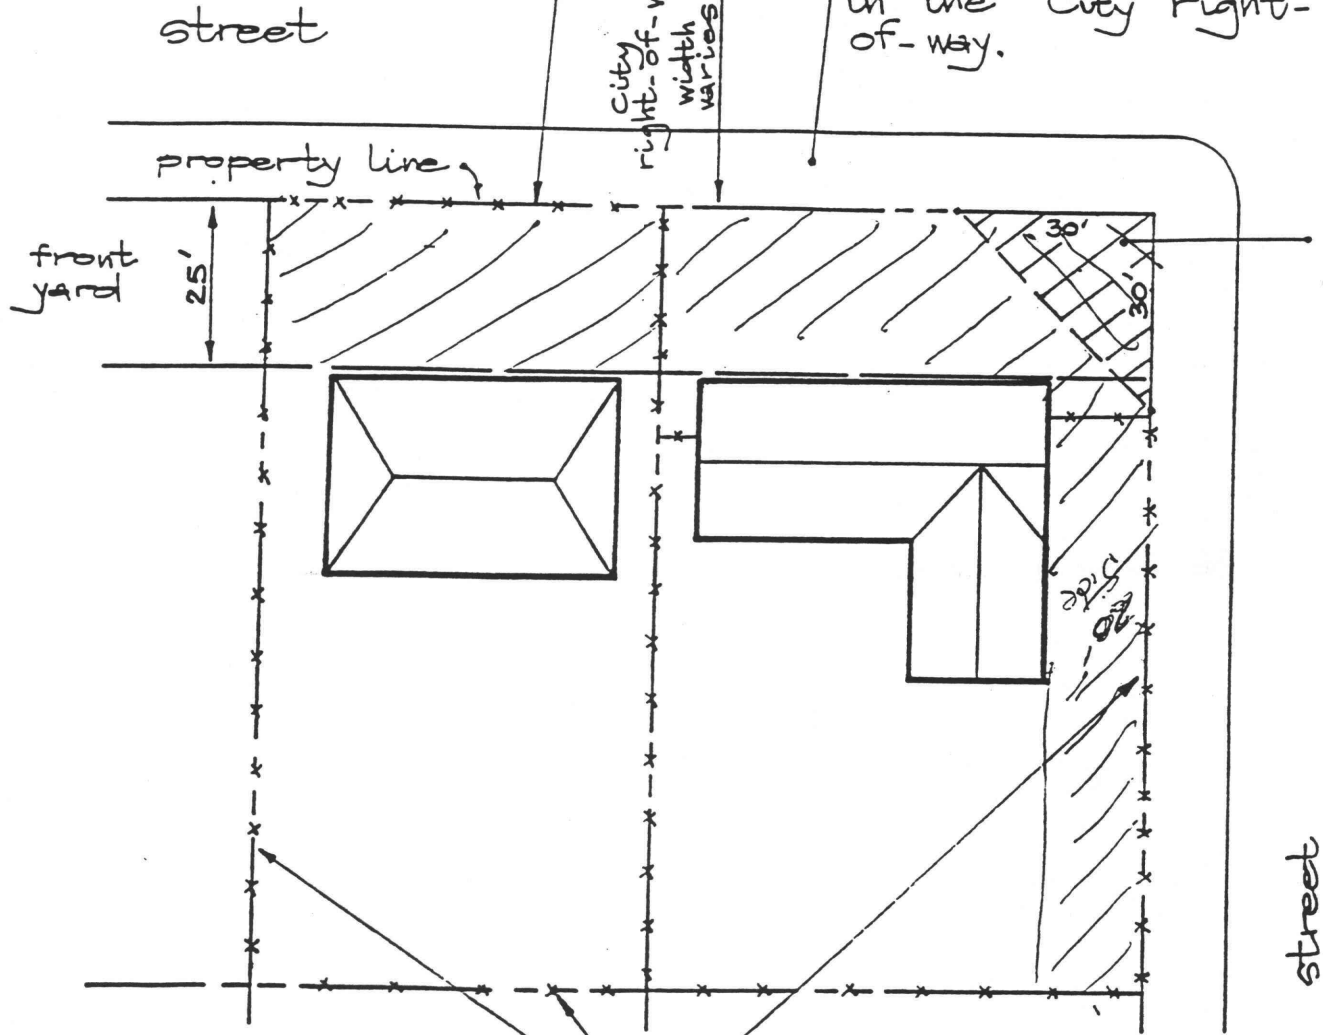 street
City
right-of-w
width
varies
in the City right-
of-way.
property line
front
yard
25'
30'
30'
side
20'
street